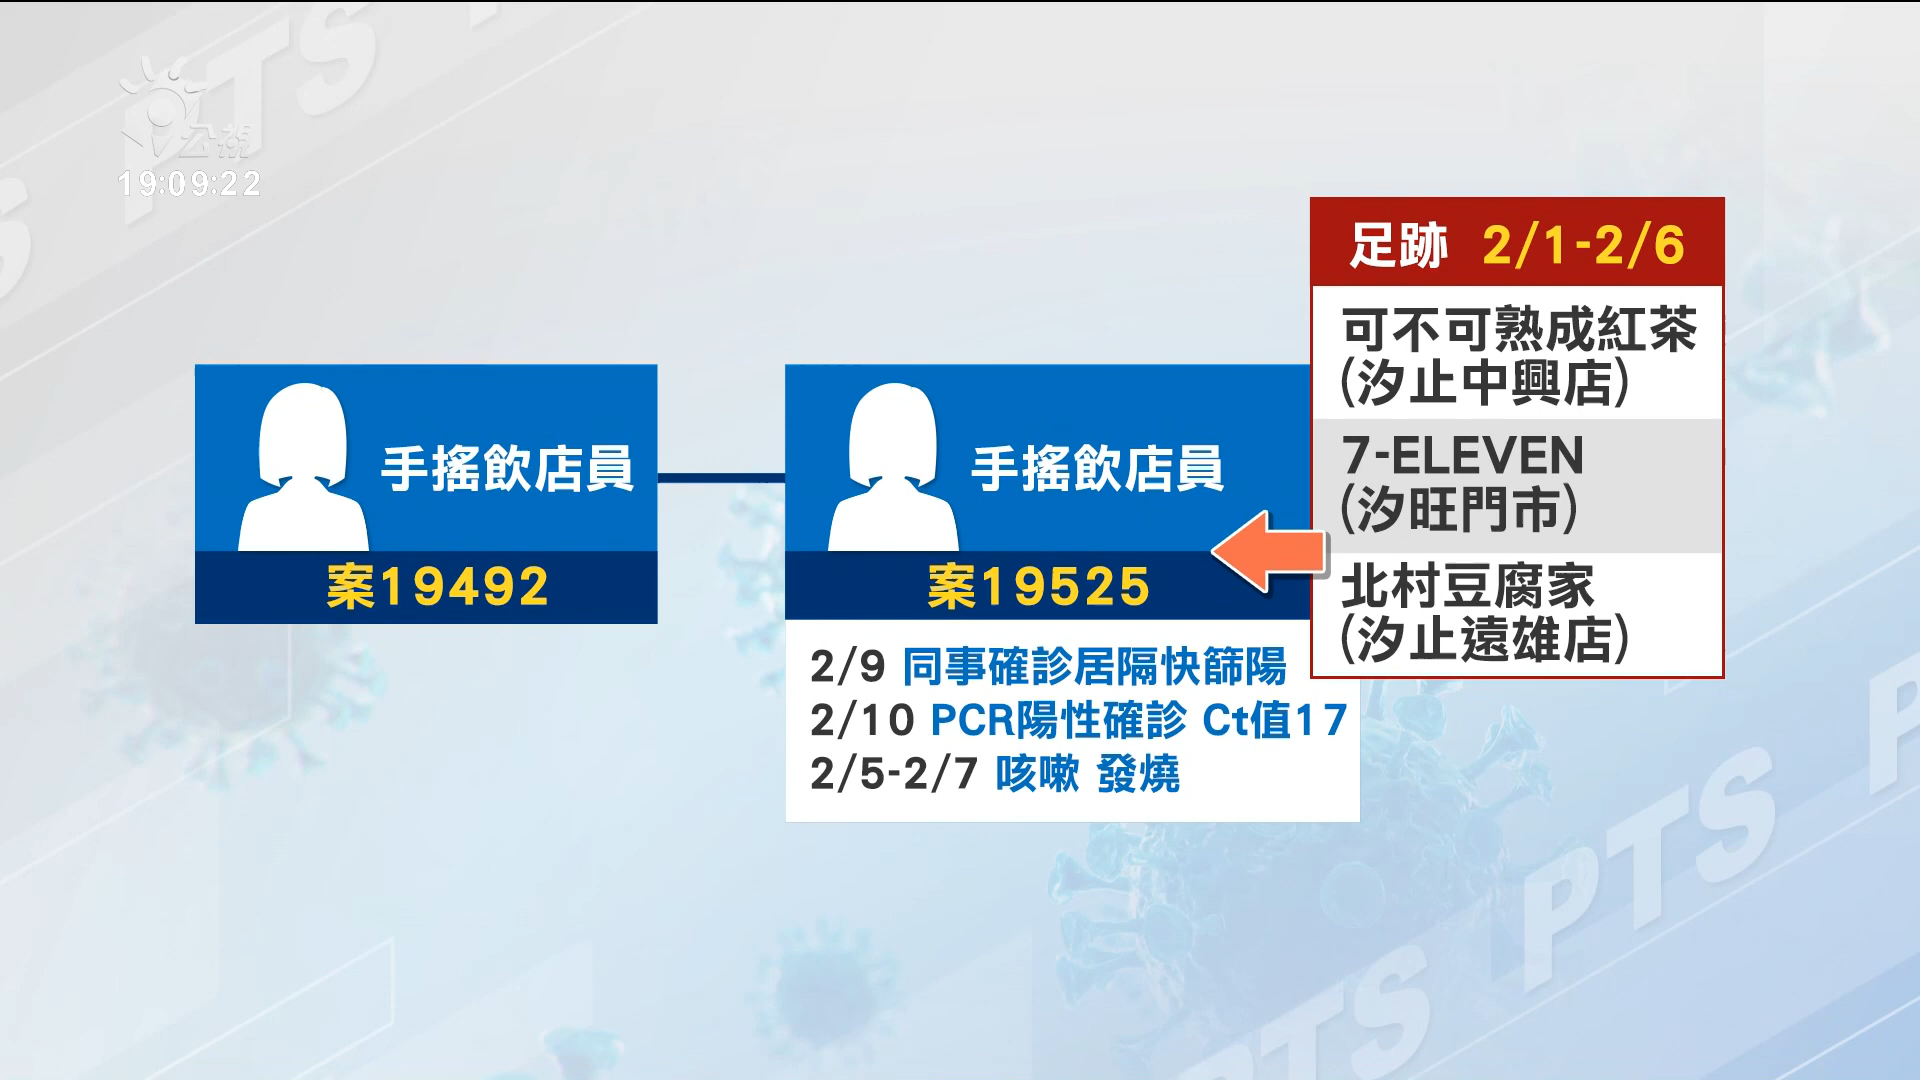 公視
19:09:22
手搖飲店員
案19492
手搖飲店員
案19525
2/9 同事確診居隔快篩陽
2/10 PCR陽性確診 Ct值17
2/5-2/7 咳嗽 發燒
足跡 2/1-2/6
可不可熟成紅茶
(汐止中興店)
7-ELEVEN
(汐旺門市)
北村豆腐家
(汐止遠雄店)
PTS
PTS
PTS